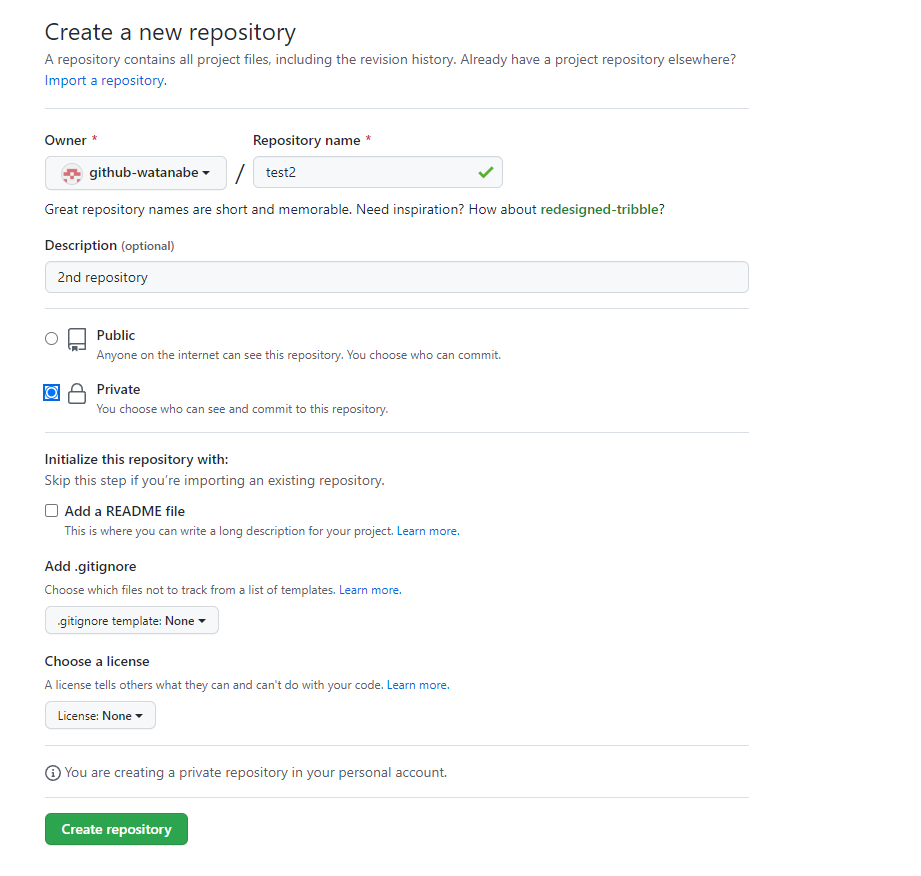 Create a new repository
A repository contains all project files, including the revision history. Already have a project repository elsewhere?
Import a repository.
Owner * Repository name *
github-watanabe / test2
Great repository names are short and memorable. Need inspiration? How about redesigned-tribble?
Description (optional)
2nd repository
Public
Anyone on the internet can see this repository. You choose who can commit.
Private
You choose who can see and commit to this repository.
Initialize this repository with:
Skip this step if you're importing an existing repository.
Add a README file
This is where you can write a long description for your project. Learn more.
Add .gitignore
Choose which files not to track from a list of templates. Learn more.
.gitignore template: None
Choose a license
A license tells others what they can and can't do with your code. Learn more.
License: None
You are creating a private repository in your personal account.
Create repository